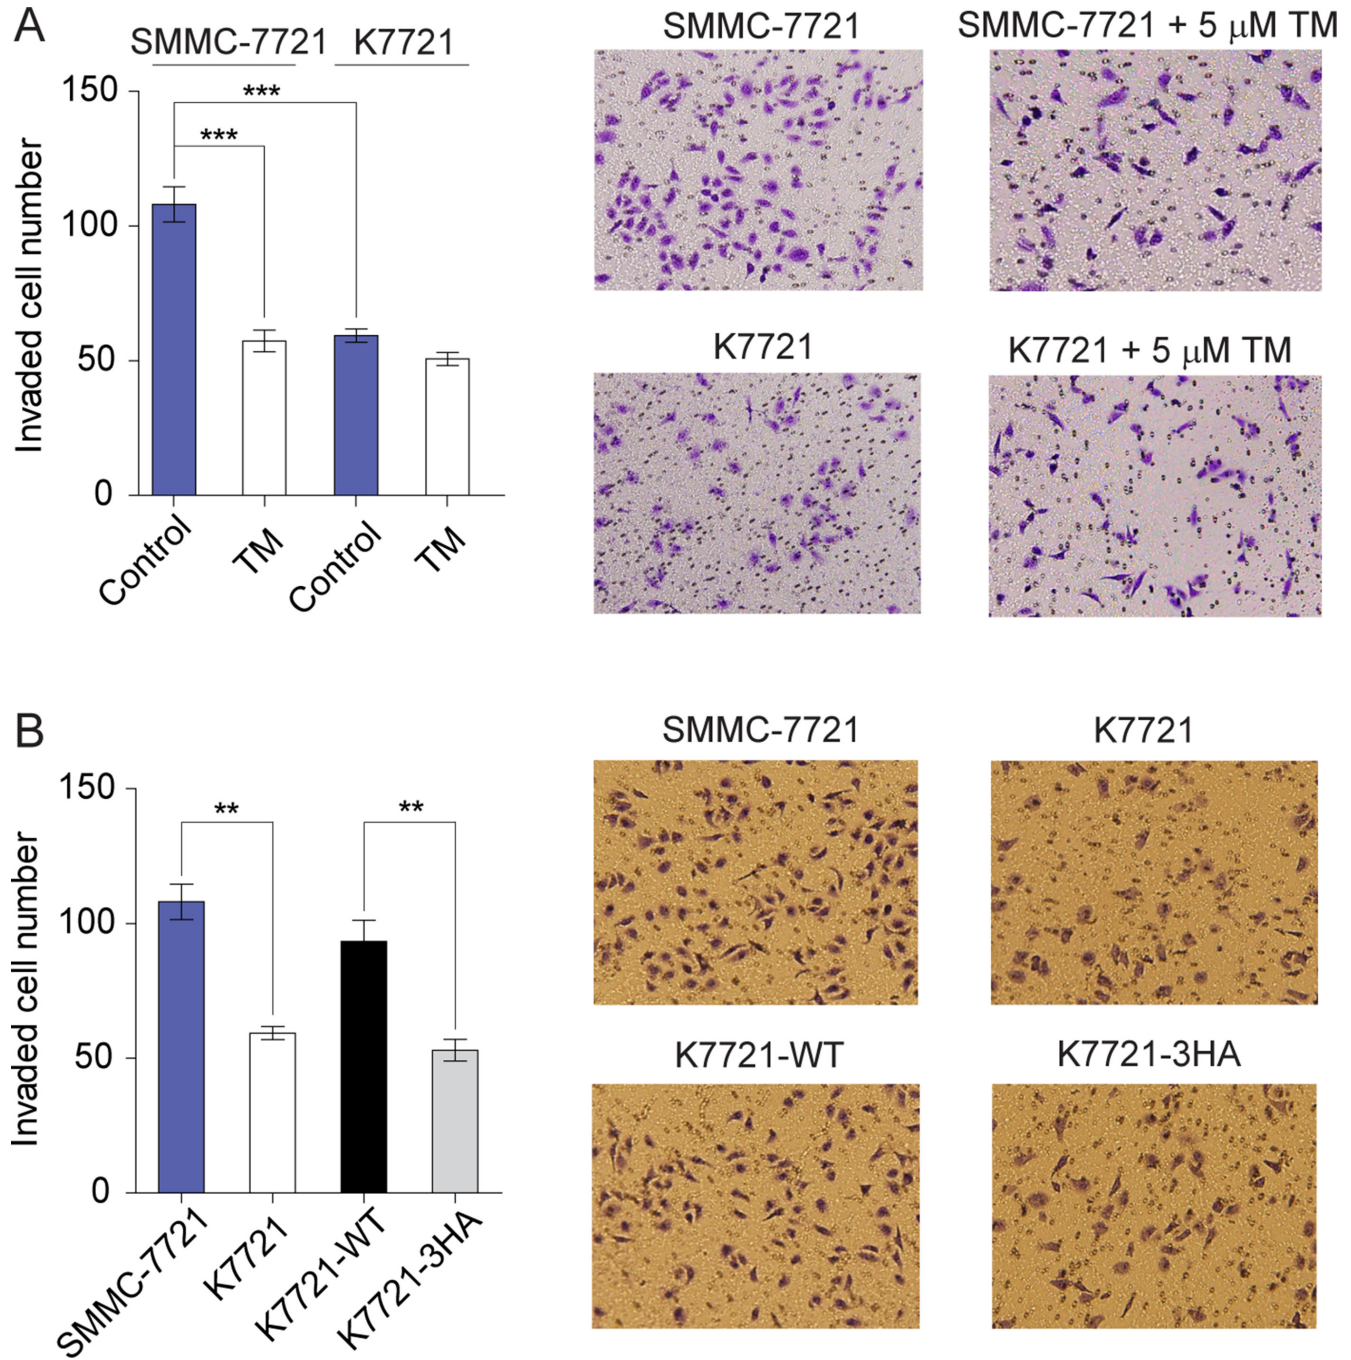 A
SMMC-7721 K7721
150
100
50
0
Invaded cell number
***
***
Control
TM
Control
TM
SMMC-7721
SMMC-7721 + 5 μM TM
K7721
K7721 + 5 μM TM
B
150
100
50
0
Invaded cell number
**
**
SMMC-7721
K7721
K7721-WT
K7721-3HA
SMMC-7721
K7721
K7721-WT
K7721-3HA